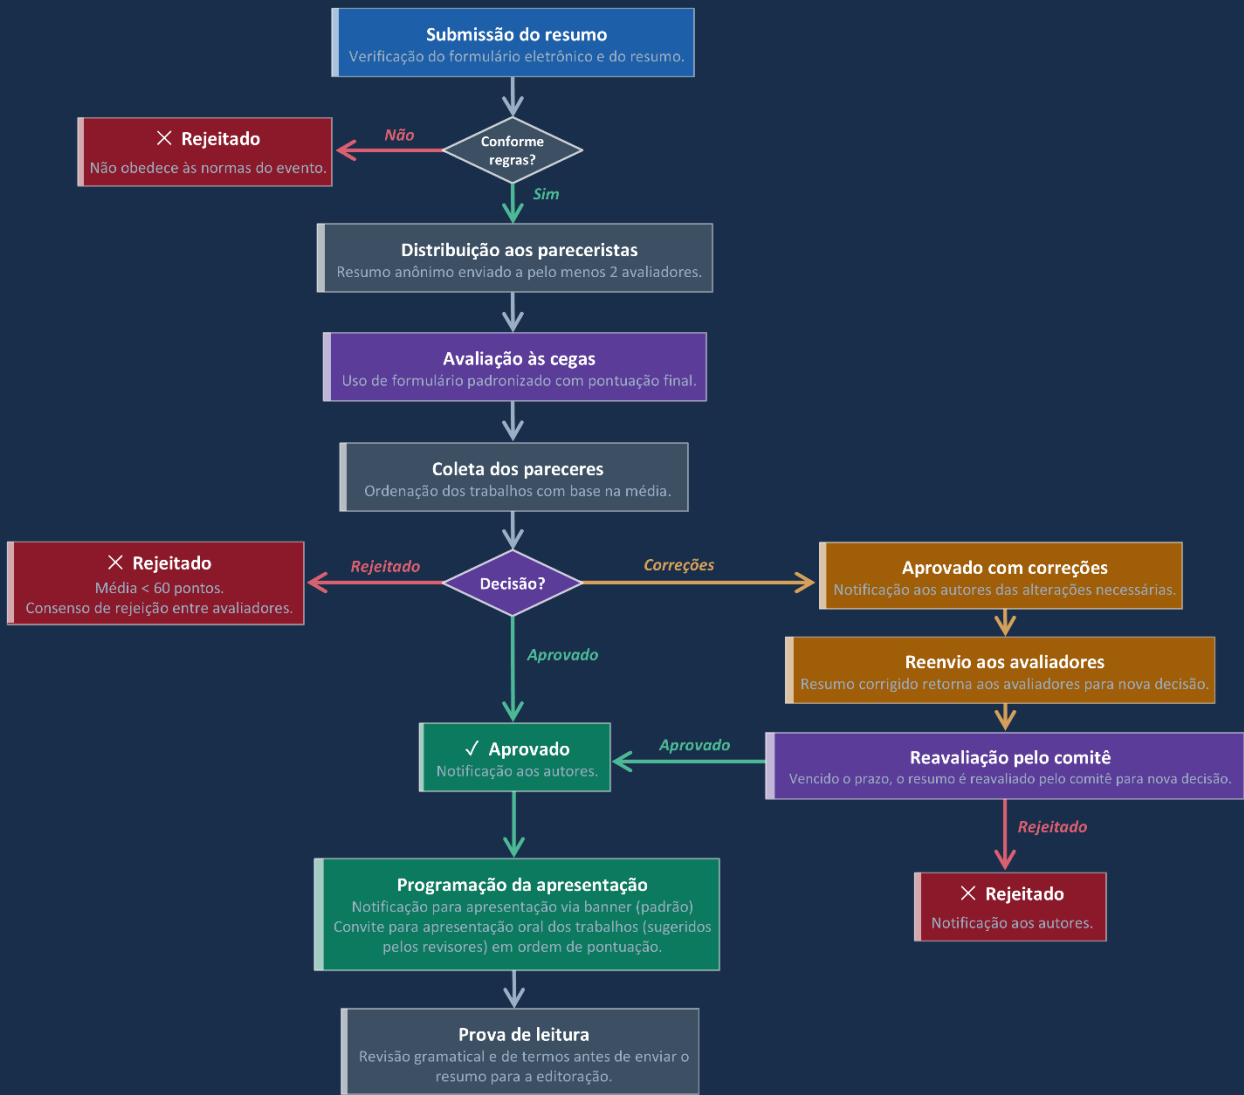 Submissão do resumo
Verificação do formulário eletrônico e do resumo.
Conforme
regras?
Não
✕ Rejeitado
Não obedece às normas do evento.
Sim
Distribuição aos pareceristas
Resumo anônimo enviado a pelo menos 2 avaliadores.
Avaliação às cegas
Uso de formulário padronizado com pontuação final.
Coleta dos pareceres
Ordenação dos trabalhos com base na média.
Decisão?
Rejeitado
✕ Rejeitado
Média < 60 pontos.
Consenso de rejeição entre avaliadores.
Correções
Aprovado com correções
Notificação aos autores das alterações necessárias.
Reenvio aos avaliadores
Resumo corrigido retorna aos avaliadores para nova decisão.
Reavaliação pelo comitê
Vencido o prazo, o resumo é reavaliado pelo comitê para nova decisão.
Aprovado
Aprovado
✓ Aprovado
Notificação aos autores.
Rejeitado
✕ Rejeitado
Notificação aos autores.
Programação da apresentação
Notificação para apresentação via banner (padrão)
Convite para apresentação oral dos trabalhos (sugeridos
pelos revisores) em ordem de pontuação.
Prova de leitura
Revisão gramatical e de termos antes de enviar o
resumo para a editoração.